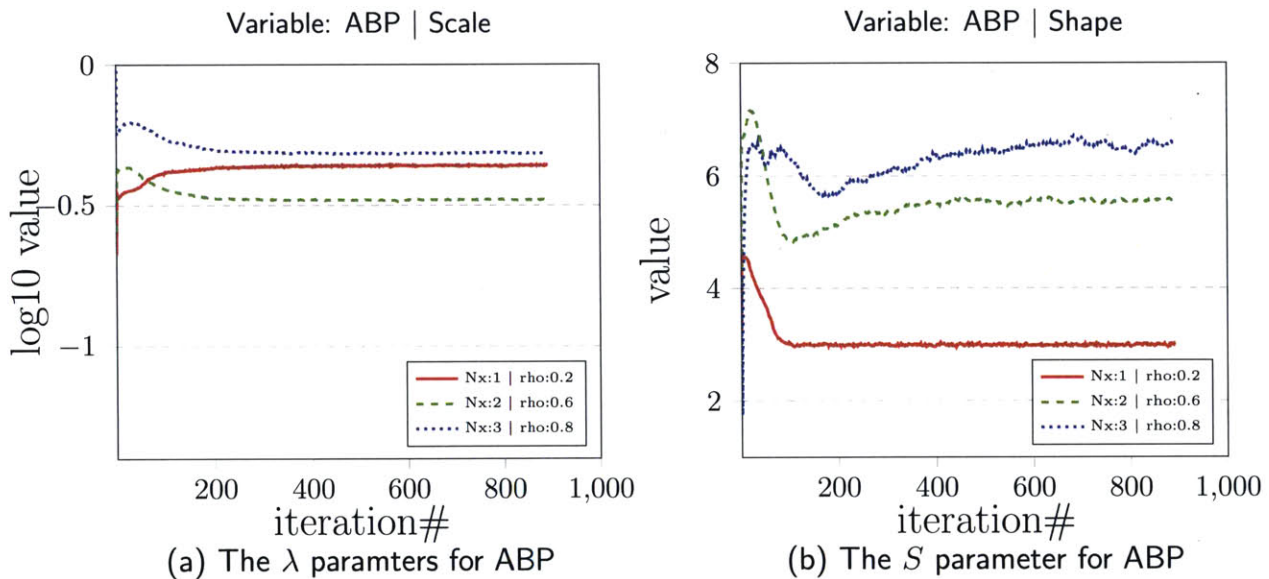 Variable: ABP | Scale
0
−0.5
−1
log10 value
Nx:1 | rho:0.2
Nx:2 | rho:0.6
Nx:3 | rho:0.8
200
400
600
800
1,000
iteration#
(a) The λ paramters for ABP
Variable: ABP | Shape
8
6
4
2
value
Nx:1 | rho:0.2
Nx:2 | rho:0.6
Nx:3 | rho:0.8
200
400
600
800
1,000
iteration#
(b) The S parameter for ABP